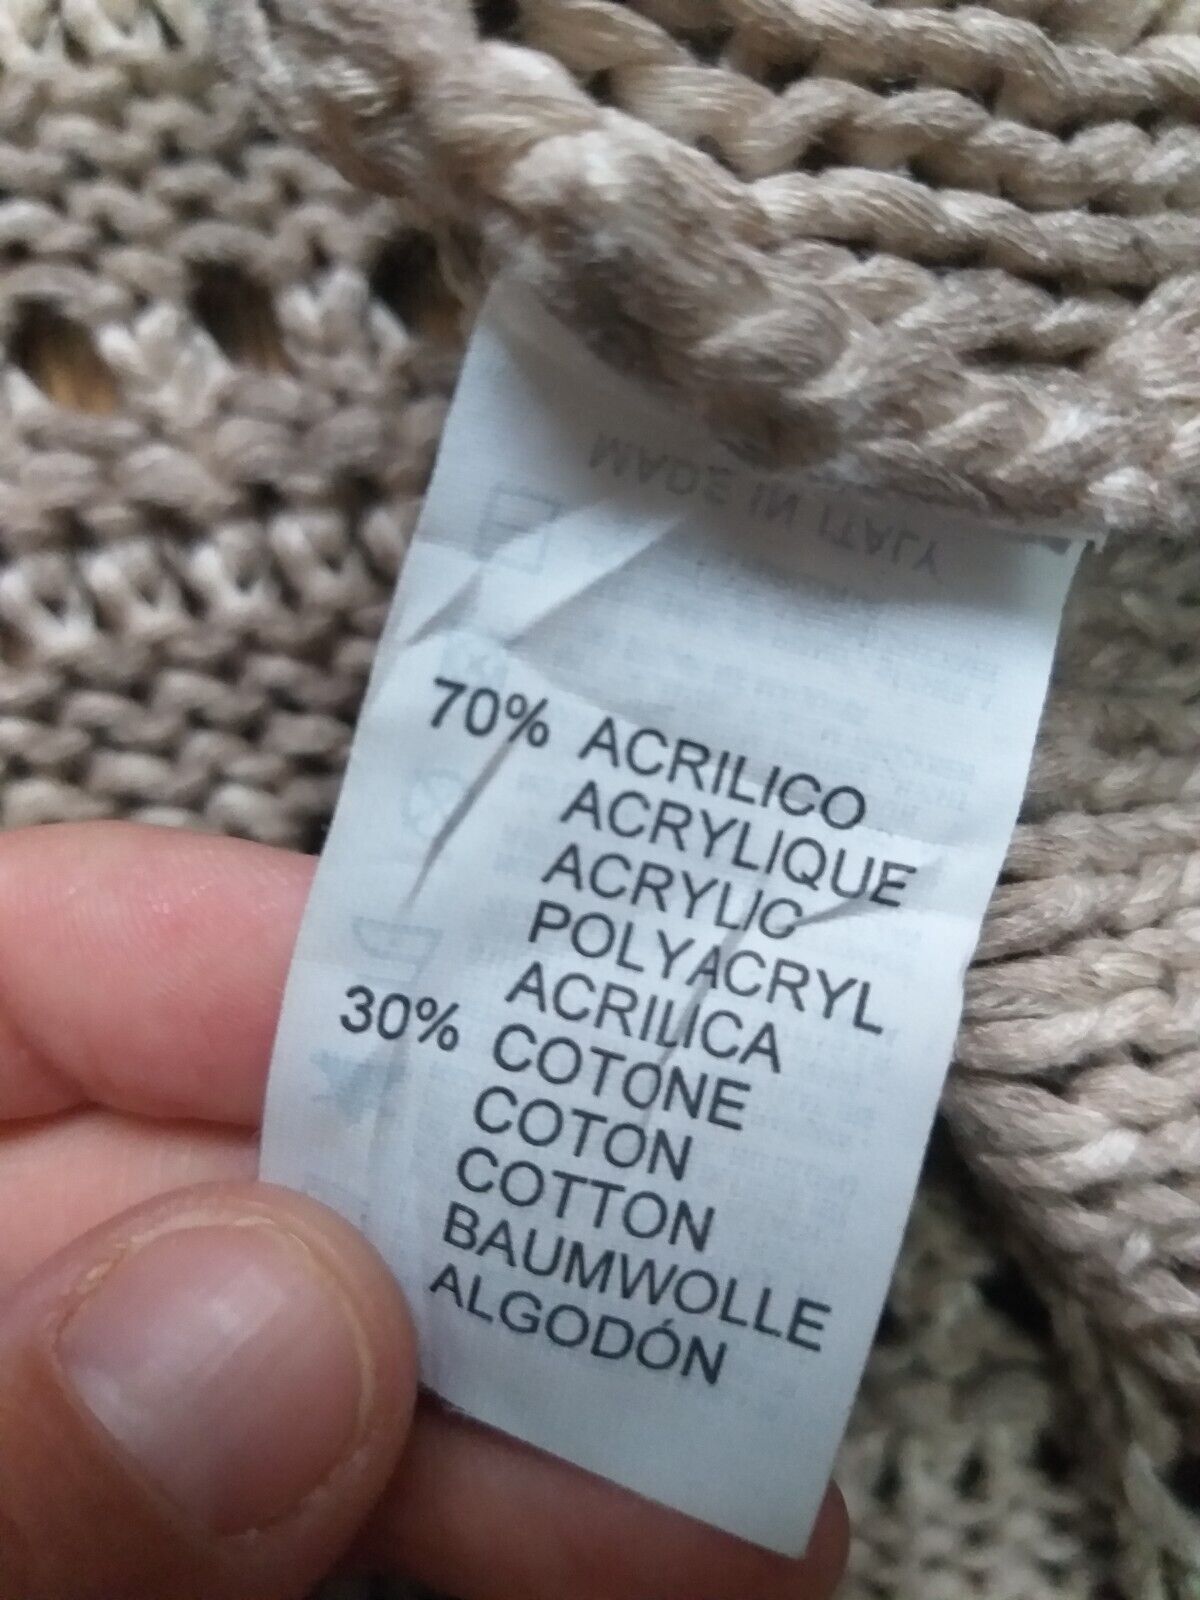 MADE IN ITALY
70% ACRILICO
ACRYLIQUE
ACRYLIC
POLYACRYL
ACRILICA
30% COTONE
COTON
COTTON
BAUMWOLLE
ALGODÓN